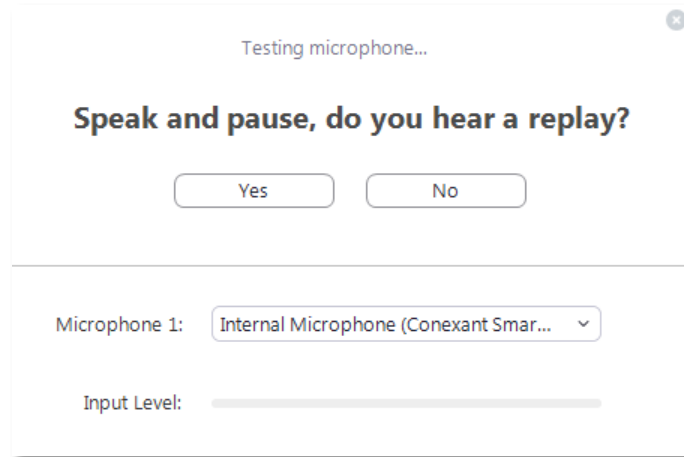 Testing microphone...
Speak and pause, do you hear a replay?
Yes No
Microphone 1: Internal Microphone (Conexant Smar...
Input Level: